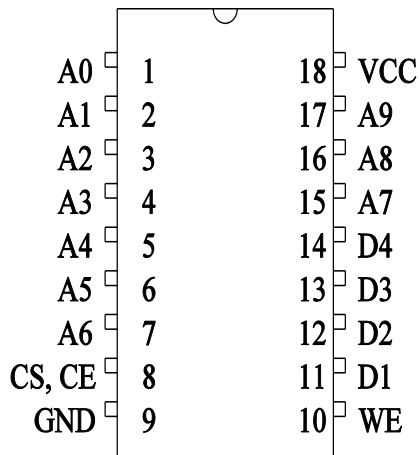 A0 1 18 VCC
A1 2 17 A9
A2 3 16 A8
A3 4 15 A7
A4 5 14 D4
A5 6 13 D3
A6 7 12 D2
CS, CE 8 11 D1
GND 9 10 WE